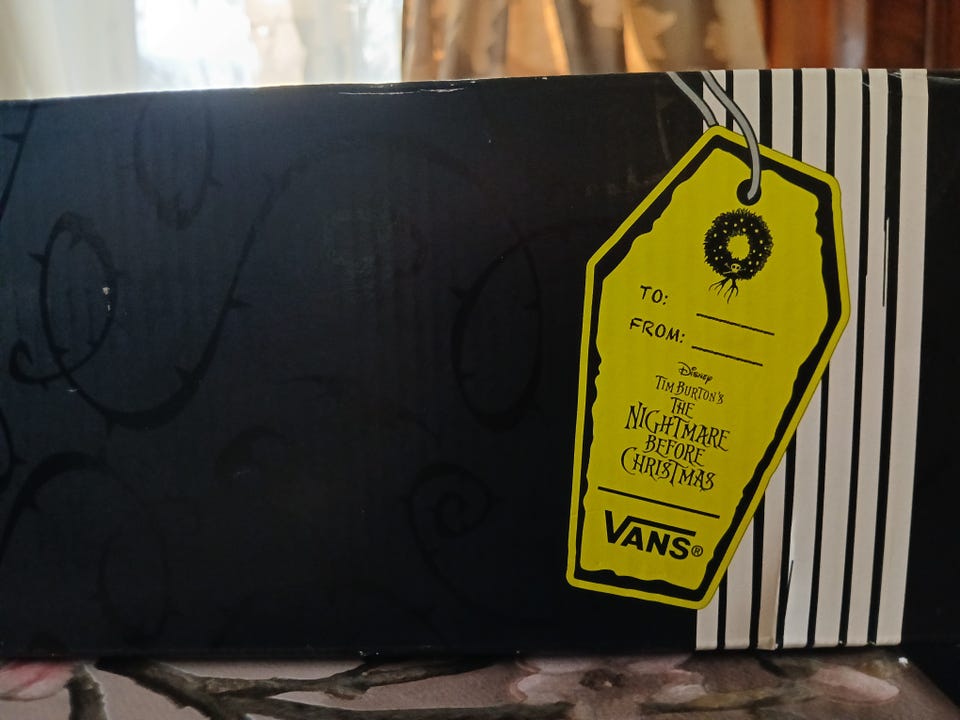 TO:
FROM:
Disney
TIM BURTON'S
THE
NIGHTMARE
BEFORE
CHRISTMAS
VANS®